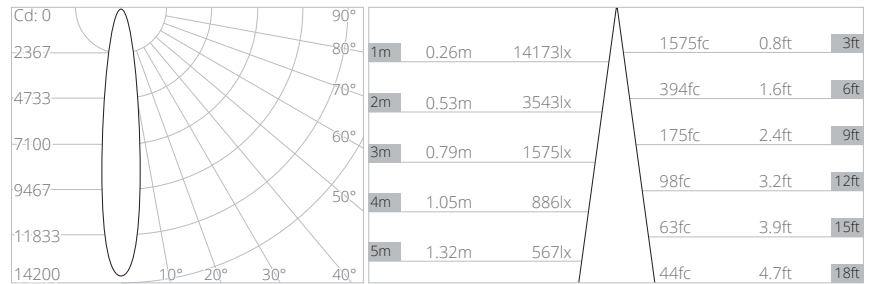 Cd: 0
2367
4733
7100
9467
11833
14200
90°
80°
70°
60°
50°
10° 20° 30° 40°
1m 0.26m 14173lx
2m 0.53m 3543lx
3m 0.79m 1575lx
4m 1.05m 886lx
5m 1.32m 567lx
1575fc 0.8ft 3ft
394fc 1.6ft 6ft
175fc 2.4ft 9ft
98fc 3.2ft 12ft
63fc 3.9ft 15ft
44fc 4.7ft 18ft